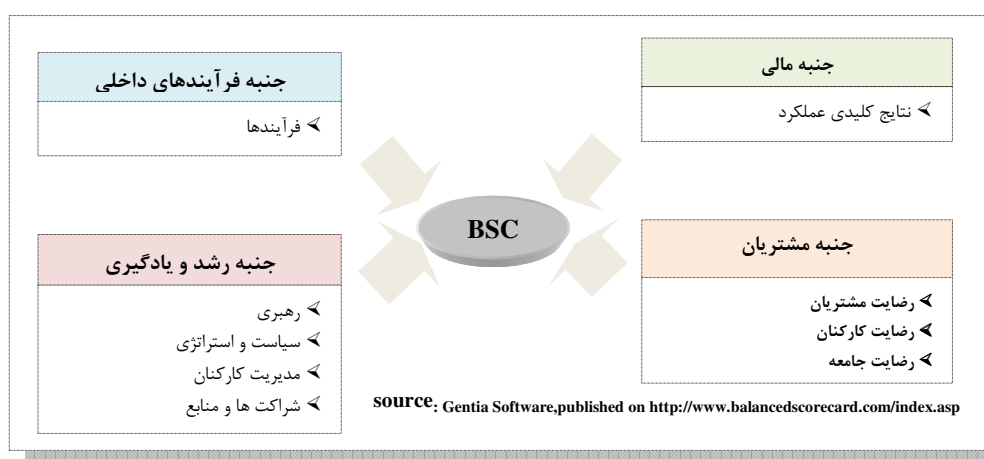 جنبه مالی
➢ نتایج کلیدی عملکرد
جنبه فرآیندهای داخلی
➢ فرآیندها
BSC
جنبه مشتریان
➢ رضایت مشتریان
➢ رضایت کارکنان
➢ رضایت جامعه
جنبه رشد و یادگیری
➢ رهبری
➢ سیاست و استراتژی
➢ مدیریت کارکنان
➢ شراکت ها و منابع
source: Gentia Software,published on http://www.balancedscorecard.com/index.asp